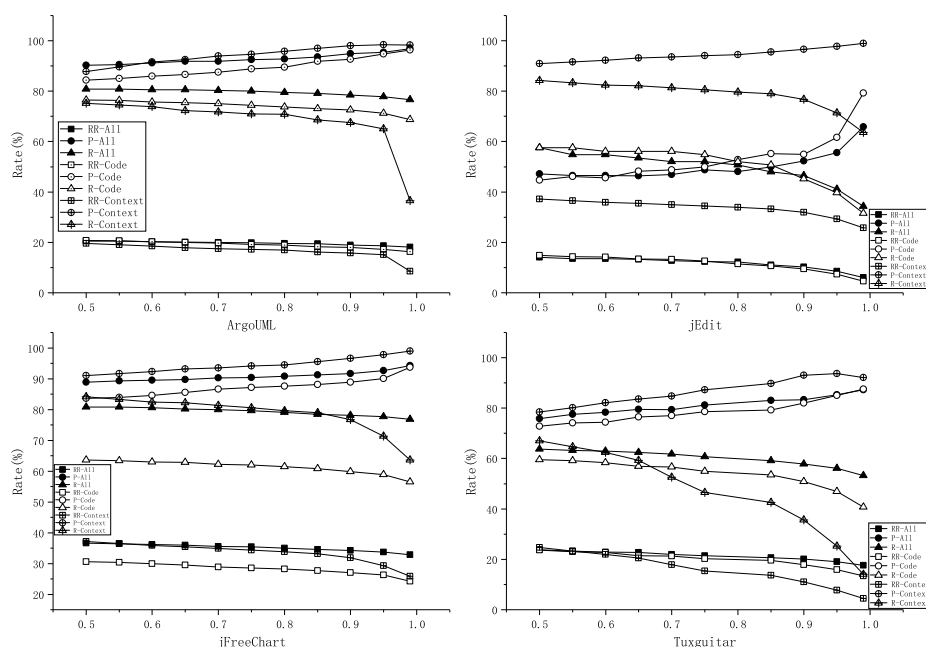 100
80
60
40
20
0
Rate(%)
RR-All
P-All
R-All
RR-Code
P-Code
R-Code
RR-Context
P-Context
R-Context
0.5 0.6 0.7 0.8 0.9 1.0
ArgoUML
100
80
60
40
20
0
Rate(%)
RR-All
P-All
R-All
RR-Code
P-Code
R-Code
RR-Context
P-Context
R-Context
0.5 0.6 0.7 0.8 0.9 1.0
jEdit
100
90
80
70
60
50
40
30
20
Rate(%)
RR-All
P-All
R-All
RR-Code
P-Code
R-Code
RR-Context
P-Context
R-Context
0.5 0.6 0.7 0.8 0.9 1.0
jFreeChart
100
80
60
40
20
0
Rate(%)
RR-All
P-All
R-All
RR-Code
P-Code
R-Code
RR-Conte
P-Contex
R-Contex
0.5 0.6 0.7 0.8 0.9 1.0
Tuxguitar